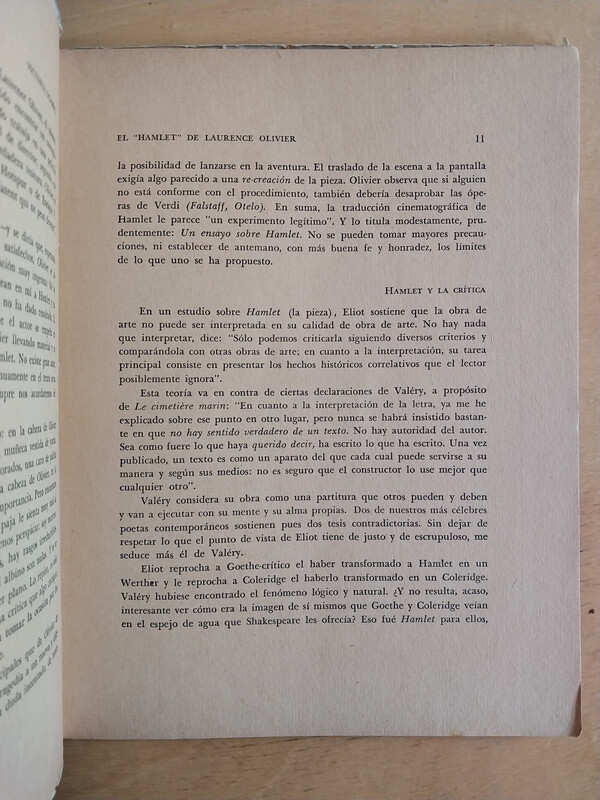 EL "HAMLET" DE LAURENCE OLIVIER 11
la posibilidad de lanzarse en la aventura. El traslado de la escena a la pantalla
exigía algo parecido a una re-creación de la pieza. Olivier observa que si alguien
no está conforme con el procedimiento, también debería desaprobar las ópe-
ras de Verdi (Falstaff, Otelo). En suma, la traducción cinematográfica de
Hamlet le parece "un experimento legítimo". Y lo titula modestamente, pru-
dentemente: Un ensayo sobre Hamlet. No se pueden tomar mayores precau-
ciones, ni establecer de antemano, con más buena fe y honradez, los límites
de lo que uno se ha propuesto.
HAMLET Y LA CRÍTICA
En un estudio sobre Hamlet (la pieza), Eliot sostiene que la obra de
arte no puede ser interpretada en su calidad de obra de arte. No hay nada
que interpretar, dice: "Sólo podemos criticarla siguiendo diversos criterios y
comparándola con otras obras de arte; en cuanto a la interpretación, su tarea
principal consiste en presentar los hechos históricos correlativos que el lector
posiblemente ignora".
Esta teoría va en contra de ciertas declaraciones de Valéry, a propósito
de Le cimetière marin: "En cuanto a la interpretación de la letra, ya me he
explicado sobre ese punto en otro lugar, pero nunca se habrá insistido bastan-
te en que no hay sentido verdadero de un texto. No hay autoridad del autor.
Sea como fuere lo que haya querido decir, ha escrito lo que ha escrito. Una vez
publicado, un texto es como un aparato del que cada cual puede servirse a su
manera y según sus medios: no es seguro que el constructor lo use mejor que
cualquier otro".
Valéry considera su obra como una partitura que otros pueden y deben
y van a ejecutar con su mente y su alma propias. Dos de nuestros más célebres
poetas contemporáneos sostienen pues dos tesis contradictorias. Sin dejar de
respetar lo que el punto de vista de Eliot tiene de justo y de escrupuloso, me
seduce más él de Valéry.
Eliot reprocha a Goethe-crítico el haber transformado a Hamlet en un
Werther y le reprocha a Coleridge el haberlo transformado en un Coleridge.
Valéry hubiese encontrado el fenómeno lógico y natural. ¿Y no resulta, acaso,
interesante ver cómo era la imagen de sí mismos que Goethe y Coleridge veían
en el espejo de agua que Shakespeare les ofrecía? Eso fué Hamlet para ellos,